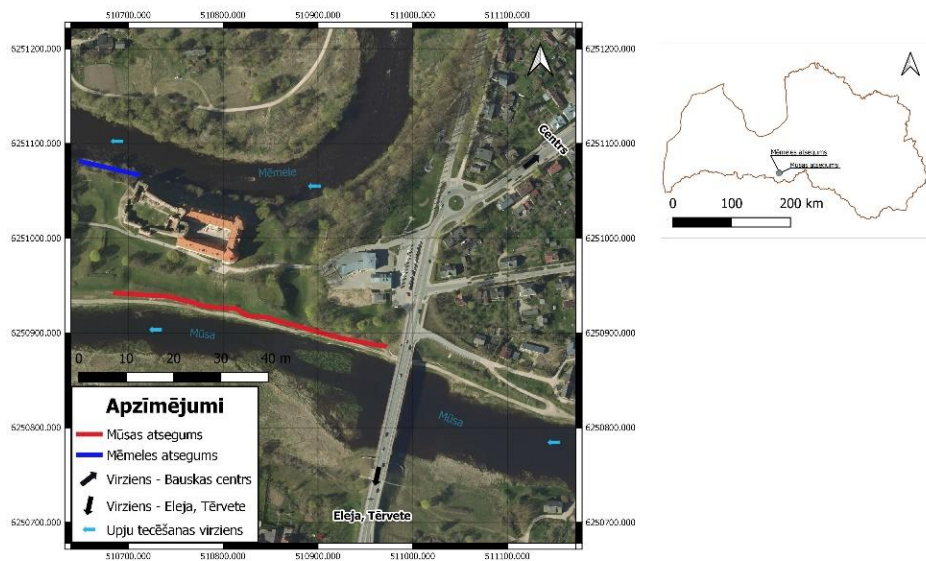 510700.000 510800.000 510900.000 511000.000 511100.000
6251200.000 6251200.000
6251100.000 6251100.000
6251000.000 6251000.000
6250900.000 6250900.000
6250800.000 6250800.000
6250700.000 6250700.000
Centrs
Mēmele
Mūsa
Mūsa
0 10 20 30 40 m
Apzīmējumi
Mūsas atsegums
Mēmeles atsegums
Virziens - Bauskas centrs
Virziens - Eleja, Tērvete
Upju tecēšanas virziens
Eleja, Tērvete
510700.000 510800.000 510900.000 511000.000 511100.000
Mēmeles atsegums
Mūsas atsegums
0 100 200 km